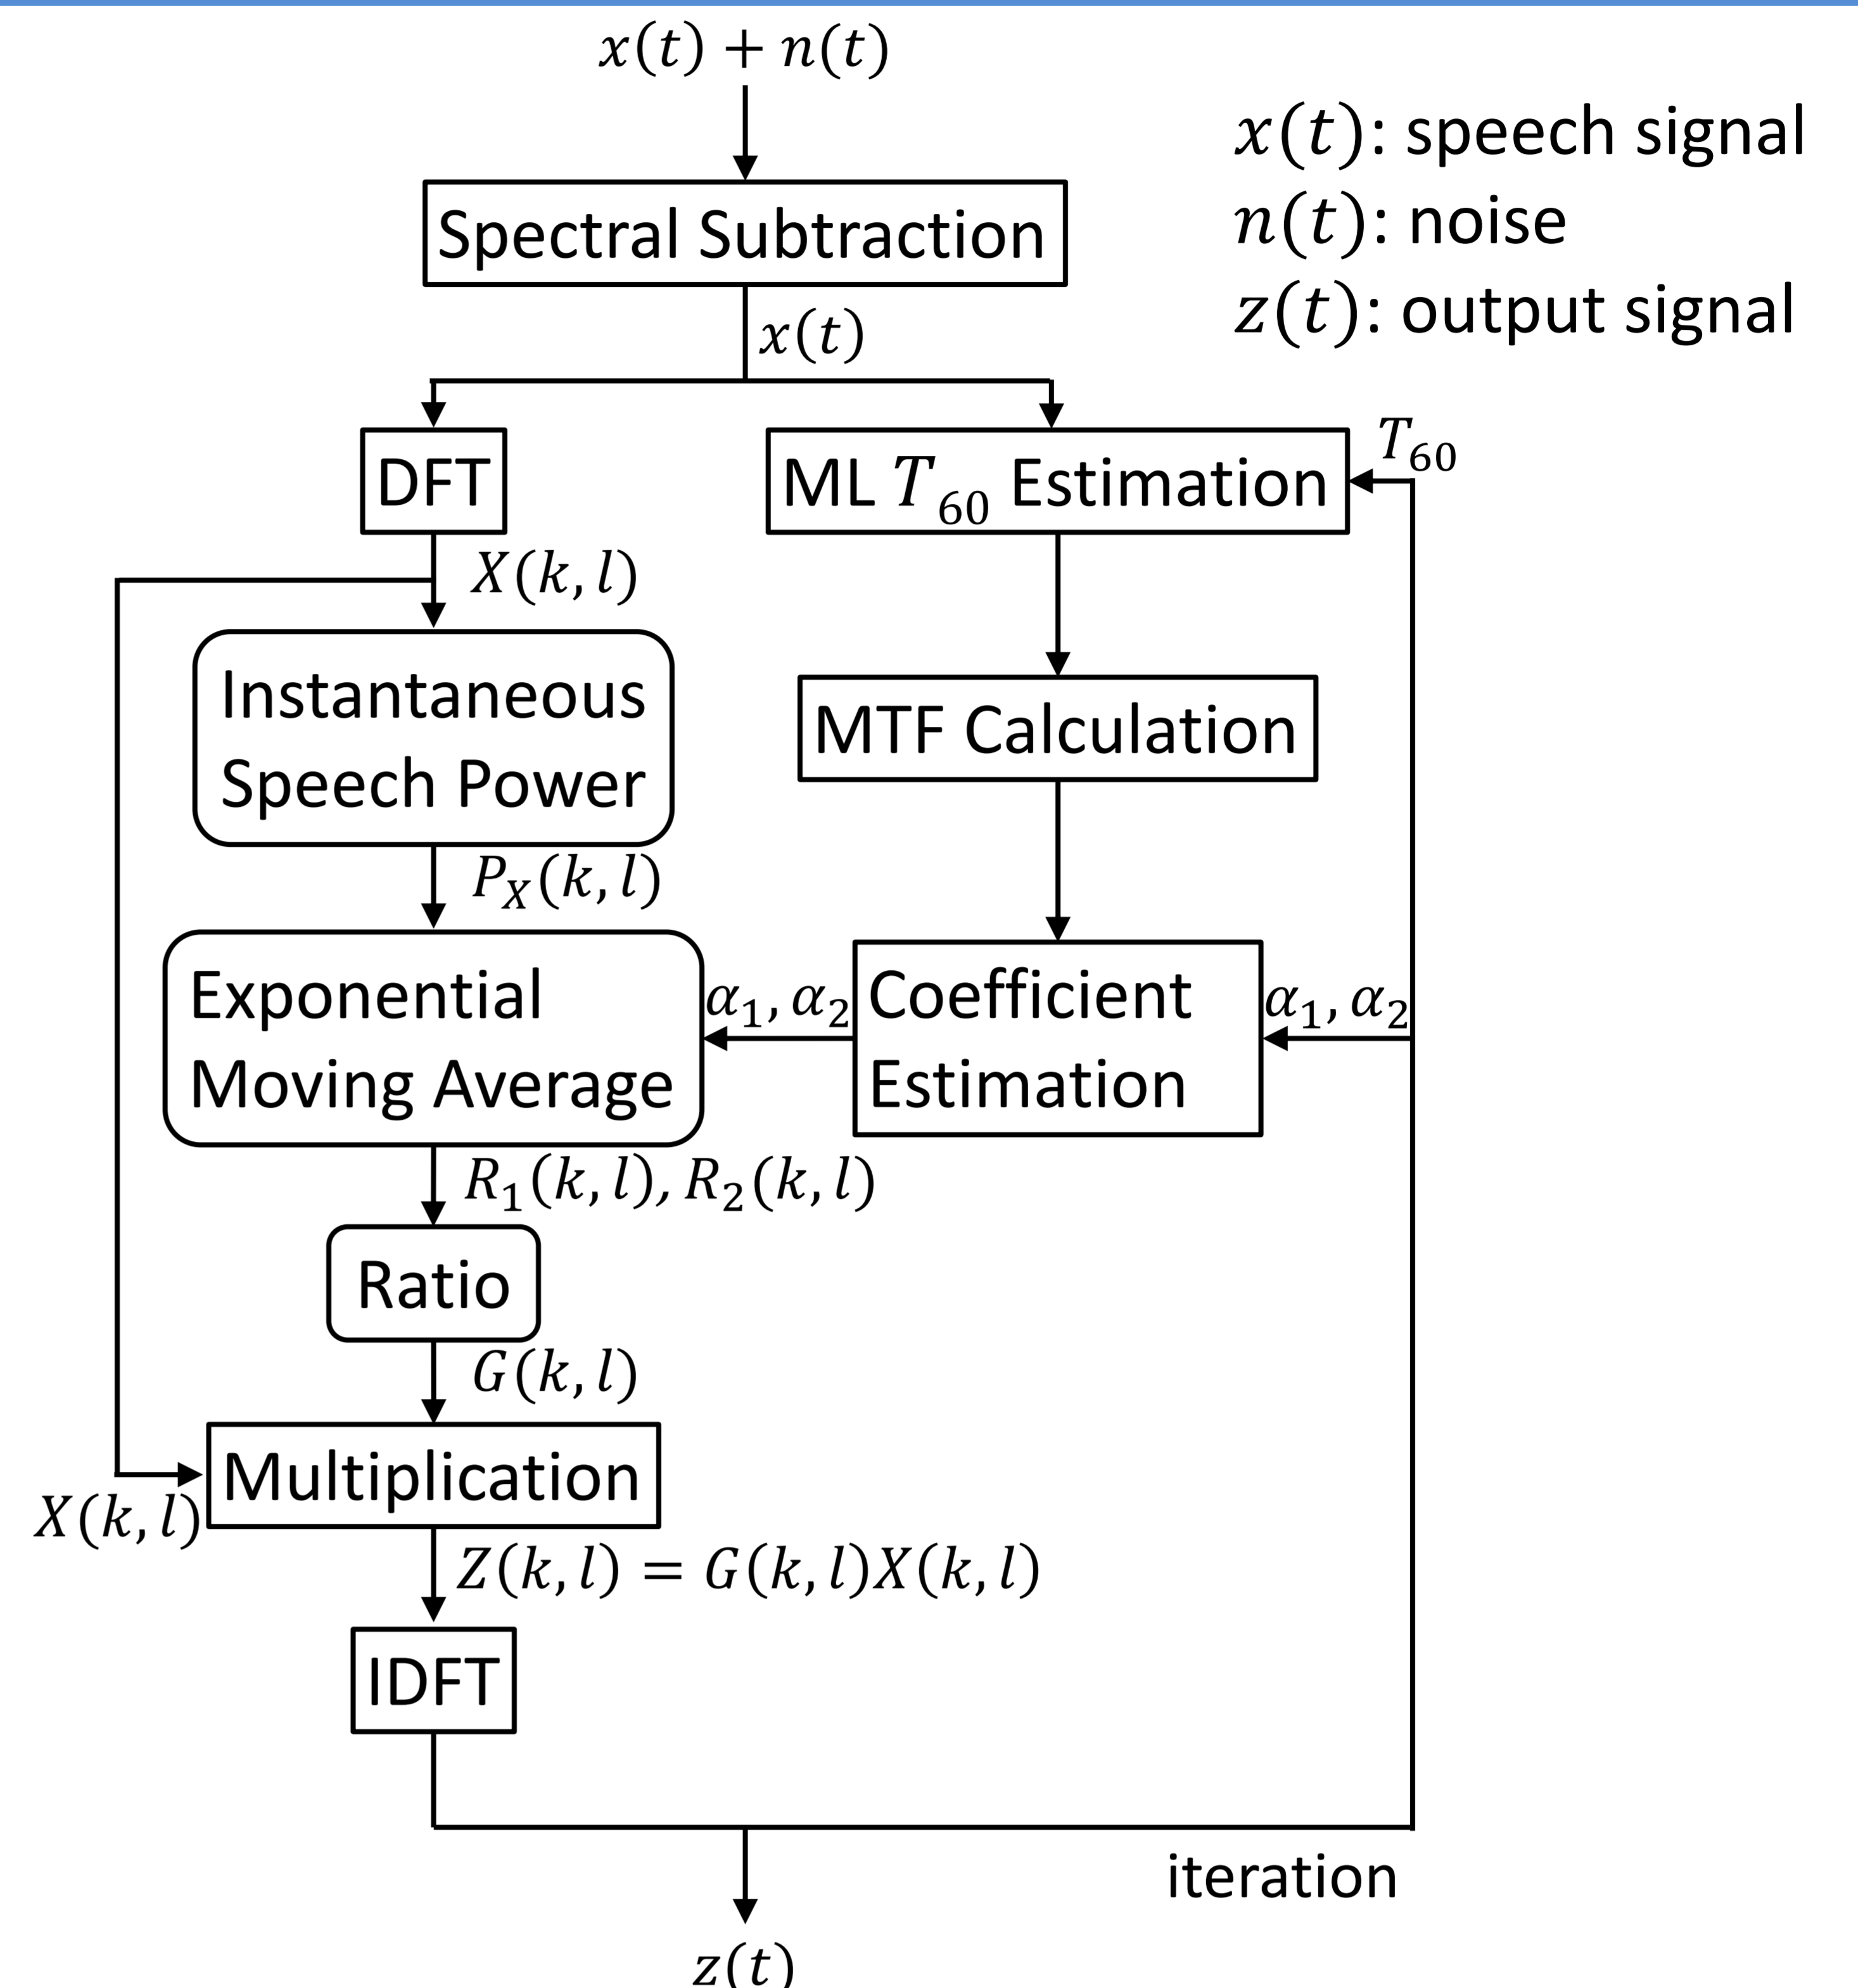 x(t) + n(t)
x(t): speech signal
n(t): noise
z(t): output signal
Spectral Subtraction
x(t)
T₆₀
DFT
ML T₆₀ Estimation
X(k, l)
Instantaneous
Speech Power
MTF Calculation
P_X(k, l)
Exponential
Moving Average
α₁, α₂
Coefficient
Estimation
α₁, α₂
R₁(k, l), R₂(k, l)
Ratio
G(k, l)
Multiplication
X(k, l)
Z(k, l) = G(k, l)X(k, l)
IDFT
iteration
z(t)